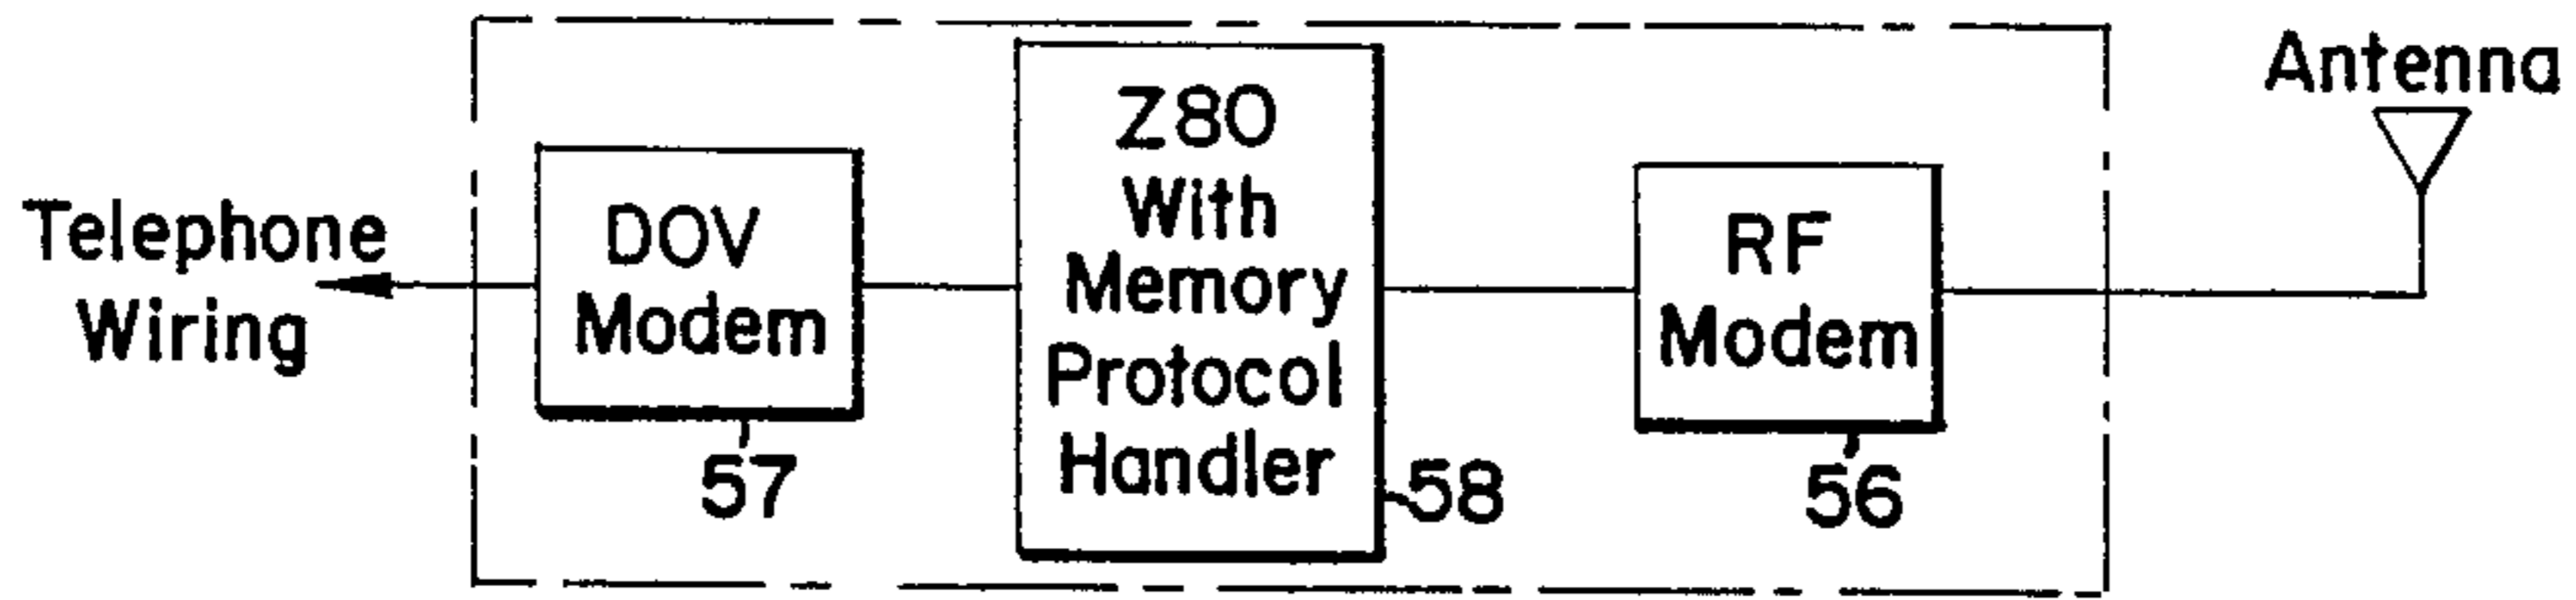 Telephone
Wiring
DOV
Modem
57
Z80
With
Memory
Protocol
Handler
58
RF
Modem
56
Antenna